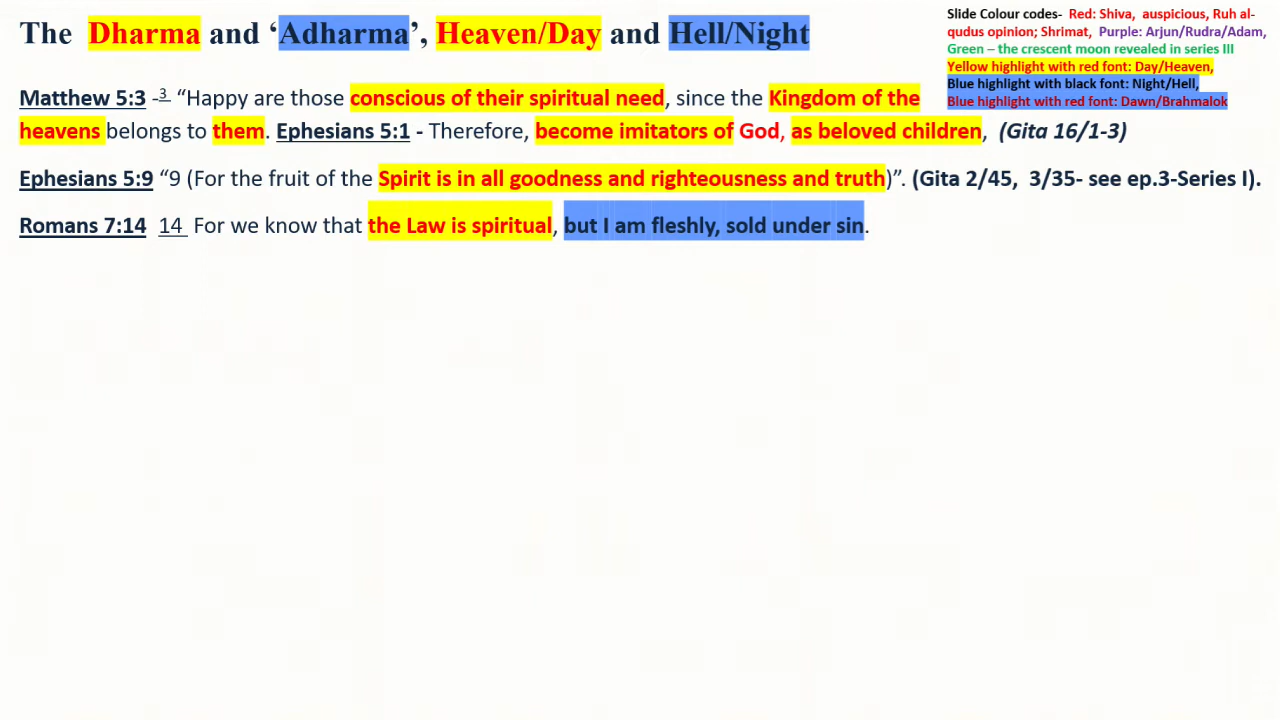 The Dharma and ‘Adharma’, Heaven/Day and Hell/Night
Slide Colour codes- Red: Shiva, auspicious, Ruh al-
qudus opinion; Shrimat, Purple: Arjun/Rudra/Adam,
Green – the crescent moon revealed in series III
Yellow highlight with red font: Day/Heaven,
Blue highlight with black font: Night/Hell,
Blue highlight with red font: Dawn/Brahmalok
Matthew 5:3 -3 “Happy are those conscious of their spiritual need, since the Kingdom of the
heavens belongs to them. Ephesians 5:1 - Therefore, become imitators of God, as beloved children, (Gita 16/1-3)
Ephesians 5:9 “9 (For the fruit of the Spirit is in all goodness and righteousness and truth)”. (Gita 2/45, 3/35- see ep.3-Series I).
Romans 7:14 14 For we know that the Law is spiritual, but I am fleshly, sold under sin.